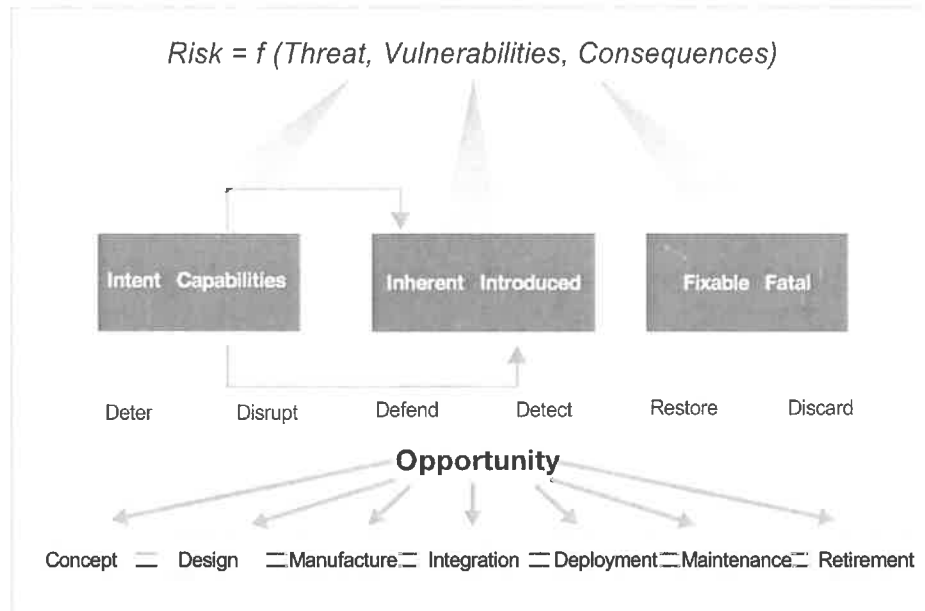 Risk = f (Threat, Vulnerabilities, Consequences)
Intent Capabilities
Inherent Introduced
Fixable Fatal
Deter Disrupt Defend Detect Restore Discard
Opportunity
Concept Design Manufacture Integration Deployment Maintenance Retirement